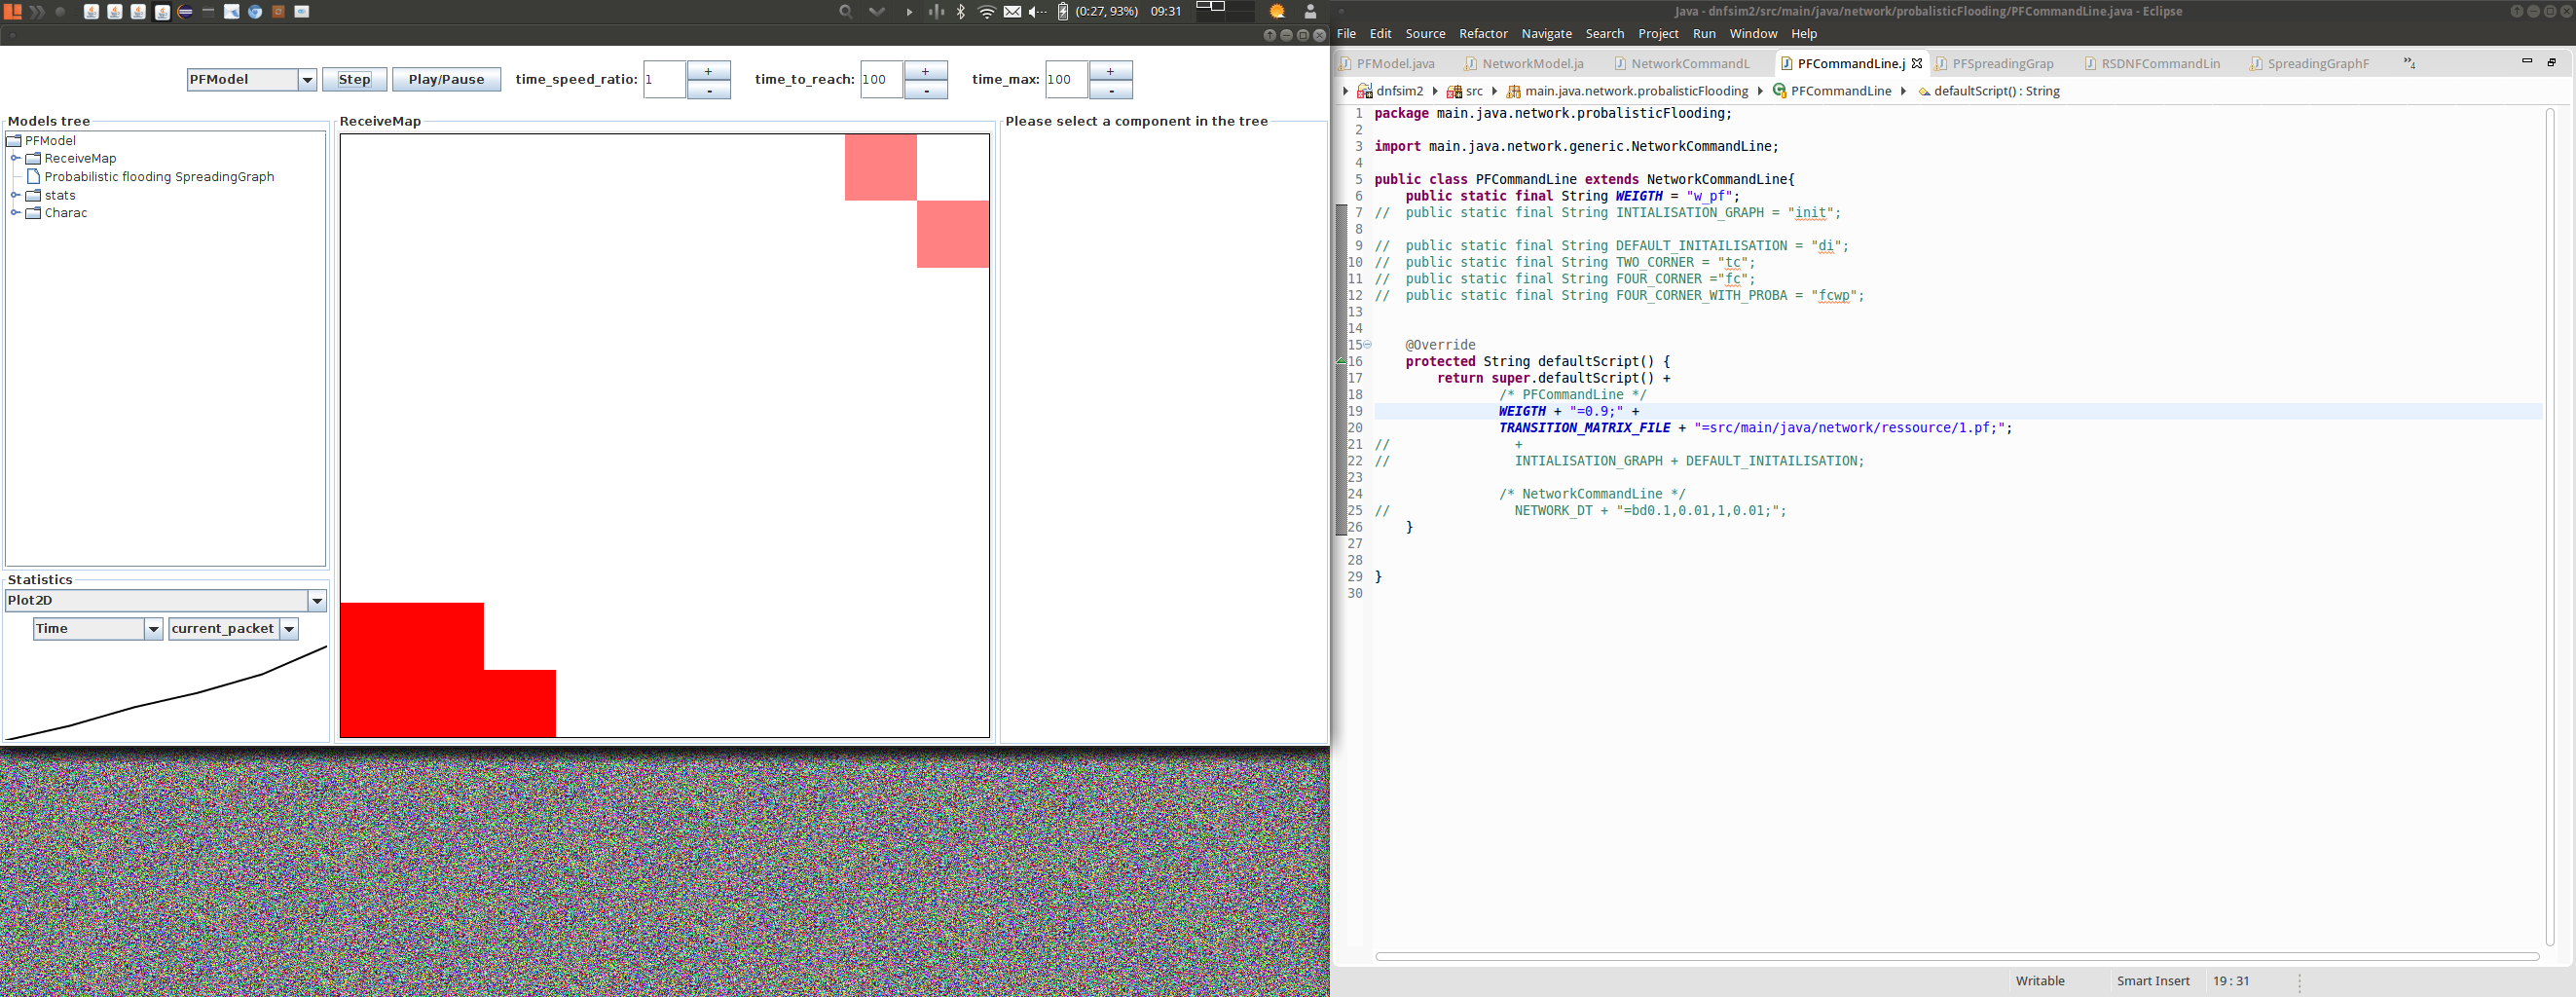 (0:27, 93%) 09:31
PFModel Step Play/Pause time_speed_ratio: 1 + - time_to_reach: 100 + - time_max: 100 + -
Models tree
PFModel
ReceiveMap
Probabilistic flooding SpreadingGraph
stats
Charac
Statistics
Plot2D
Time current_packet
ReceiveMap
Please select a component in the tree
Java - dnfsim2/src/main/java/network/probalisticFlooding/PFCommandLine.java - Eclipse
File Edit Source Refactor Navigate Search Project Run Window Help
PFModel.java NetworkModel.ja NetworkCommandL PFCommandLine.j PFSpreadingGrap RSDNFCommandLin SpreadingGraphF »4
dnfsim2 src main.java.network.probalisticFlooding PFCommandLine defaultScript() : String
1 package main.java.network.probalisticFlooding;
2
3 import main.java.network.generic.NetworkCommandLine;
4
5 public class PFCommandLine extends NetworkCommandLine{
6 public static final String WEIGTH = "w_pf";
7 // public static final String INTIALISATION_GRAPH = "init";
8
9 // public static final String DEFAULT_INITAILISATION = "di";
10 // public static final String TWO_CORNER = "tc";
11 // public static final String FOUR_CORNER ="fc";
12 // public static final String FOUR_CORNER_WITH_PROBA = "fcwp";
13
14
15 @Override
16 protected String defaultScript() {
17 return super.defaultScript() +
18 /* PFCommandLine */
19 WEIGTH + "=0.9;" +
20 TRANSITION_MATRIX_FILE + "=src/main/java/network/ressource/1.pf;";
21 // +
22 // INTIALISATION_GRAPH + DEFAULT_INITAILISATION;
23
24 /* NetworkCommandLine */
25 // NETWORK_DT + "=bd0.1,0.01,1,0.01;";
26 }
27
28
29 }
30
Writable Smart Insert 19 : 31